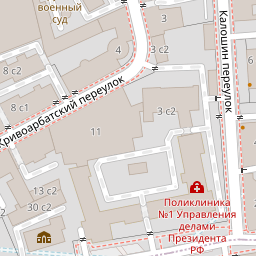 военный
суд
4
3 с2
8 с2
Калошин переулок
8 с1
Кривоарбатский переулок
3 с2
11
3
13 с2
30 с2
Поликлиника
№1 Управления
делами
Президента
РФ